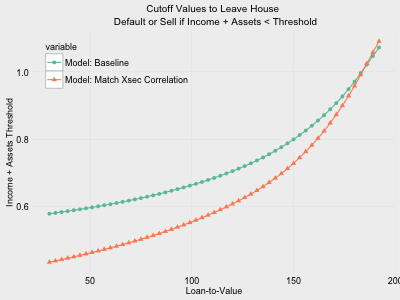 Cutoff Values to Leave House
Default or Sell if Income + Assets < Threshold
variable
Model: Baseline
Model: Match Xsec Correlation
Income + Assets Threshold
1.0
0.8
0.6
50
100
150
200
Loan-to-Value